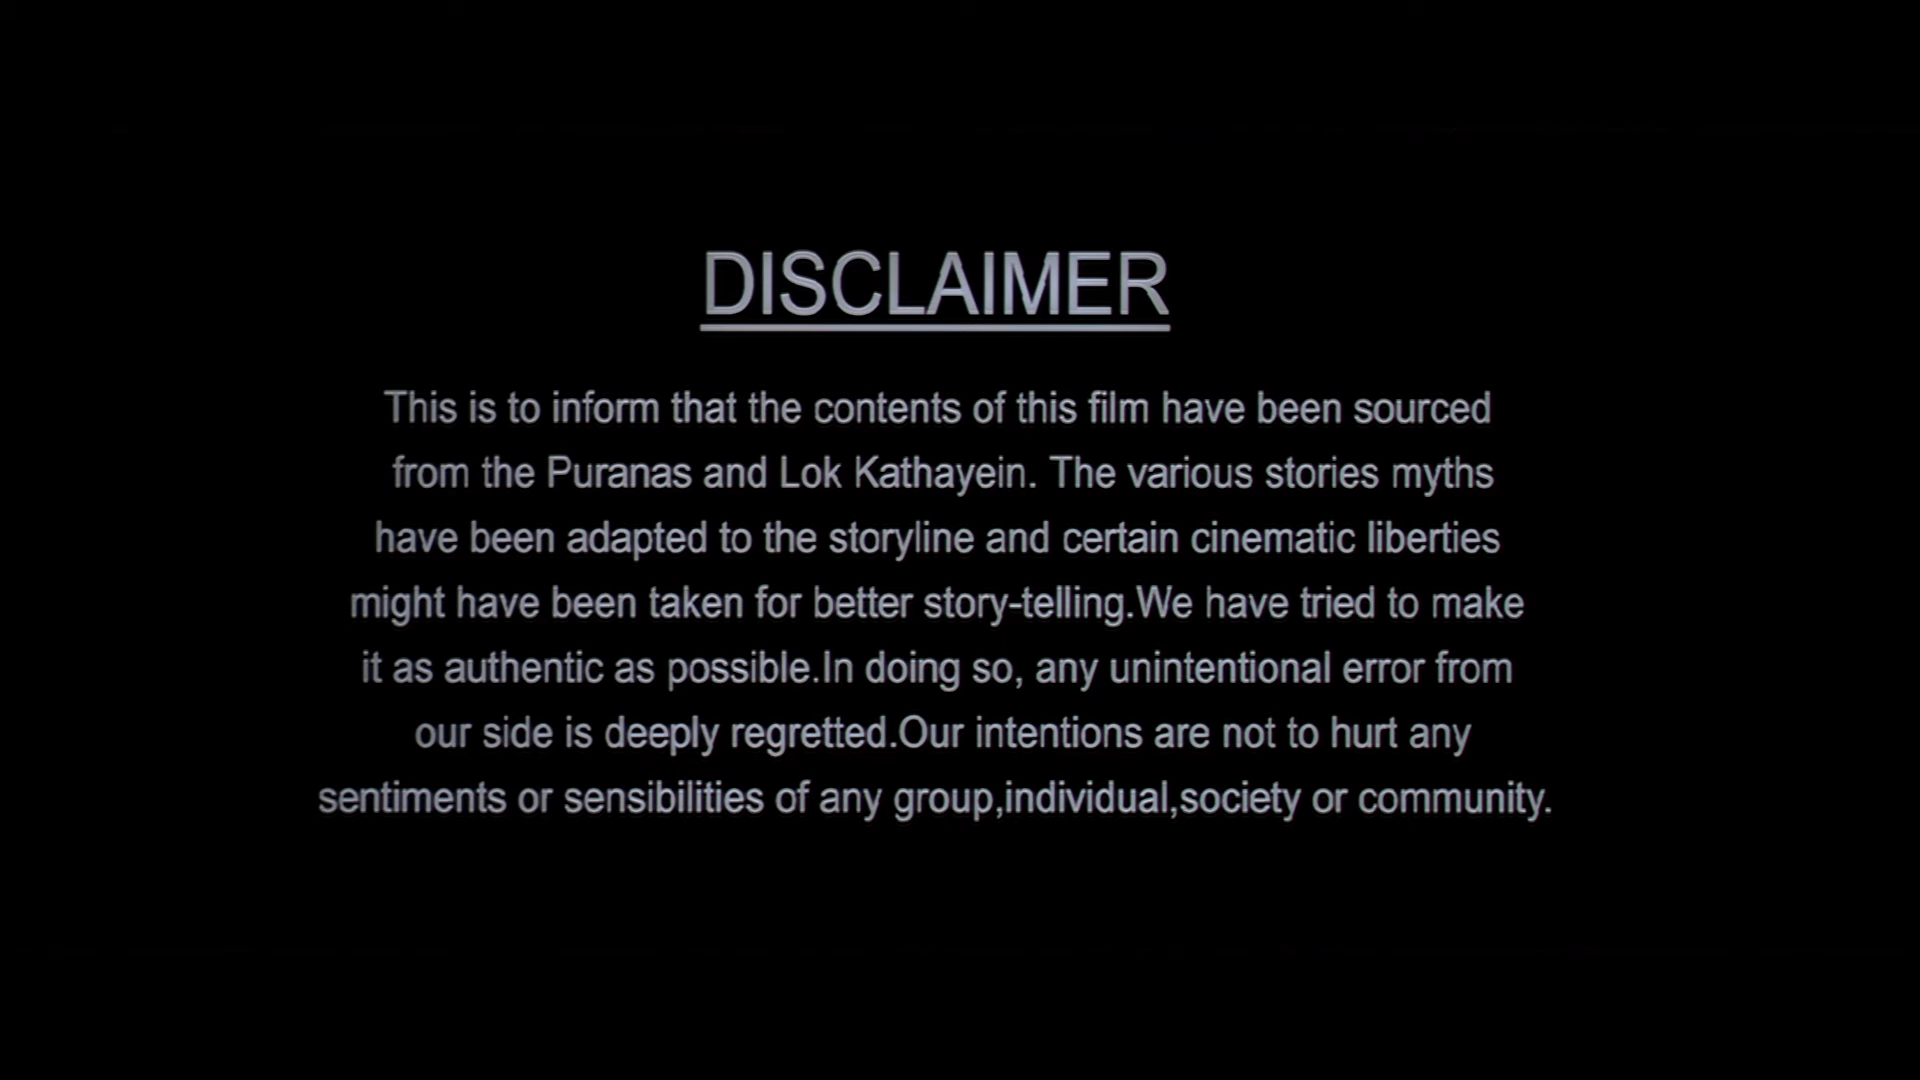 DISCLAIMER
This is to inform that the contents of this film have been sourced
from the Puranas and Lok Kathayein. The various stories myths
have been adapted to the storyline and certain cinematic liberties
might have been taken for better story-telling.We have tried to make
it as authentic as possible.In doing so, any unintentional error from
our side is deeply regretted.Our intentions are not to hurt any
sentiments or sensibilities of any group,individual,society or community.